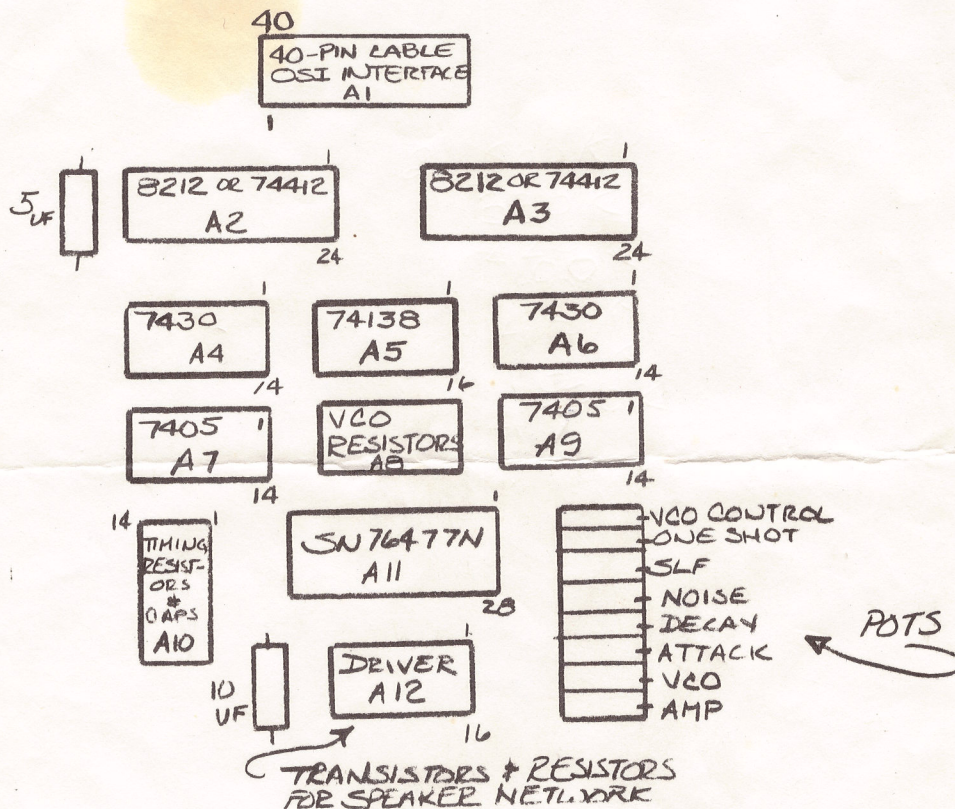 40
40-PIN CABLE
OSI INTERFACE
A1
1
5
UF
1
8212 OR 74412
A2
24
1
8212 OR 74412
A3
24
1
7430
A4
14
1
74138
A5
16
1
7430
A6
14
7405 1
A7
14
VCO
RESISTORS
A8
7405 1
A9
14
14 1
TIMING
RESIST-
ORS
&
CAPS
A10
1
SN76477N
A11
28
VCO CONTROL
ONE SHOT
SLF
NOISE
DECAY
ATTACK
VCO
AMP
POTS
10
UF
1
DRIVER
A12
16
TRANSISTORS & RESISTORS
FOR SPEAKER NETWORK